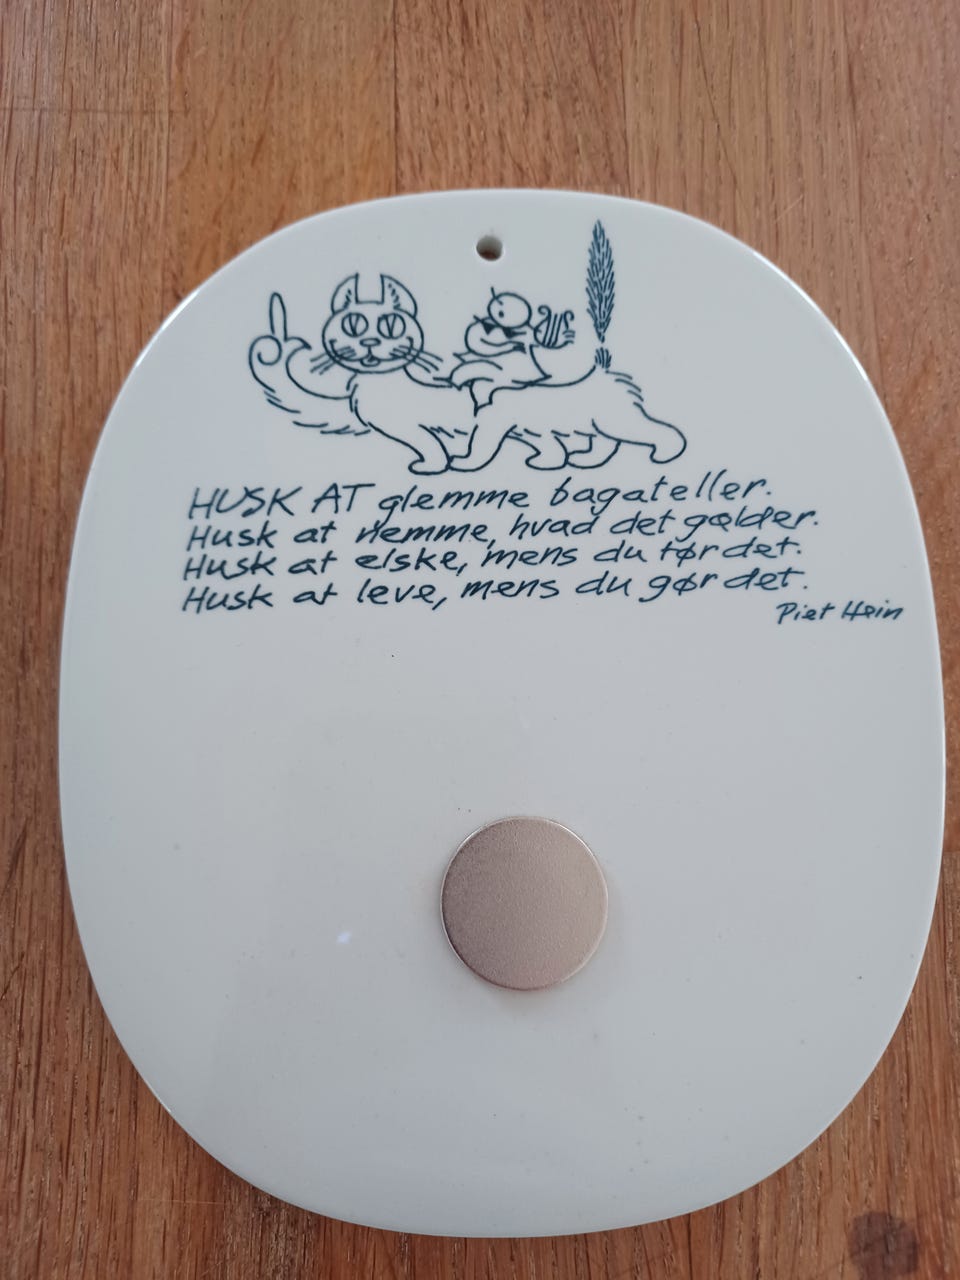 HUSK AT glemme bagateller.
Husk at nemme, hvad det gælder.
Husk at elske, mens du tør det.
Husk at leve, mens du gør det.
Piet Hein